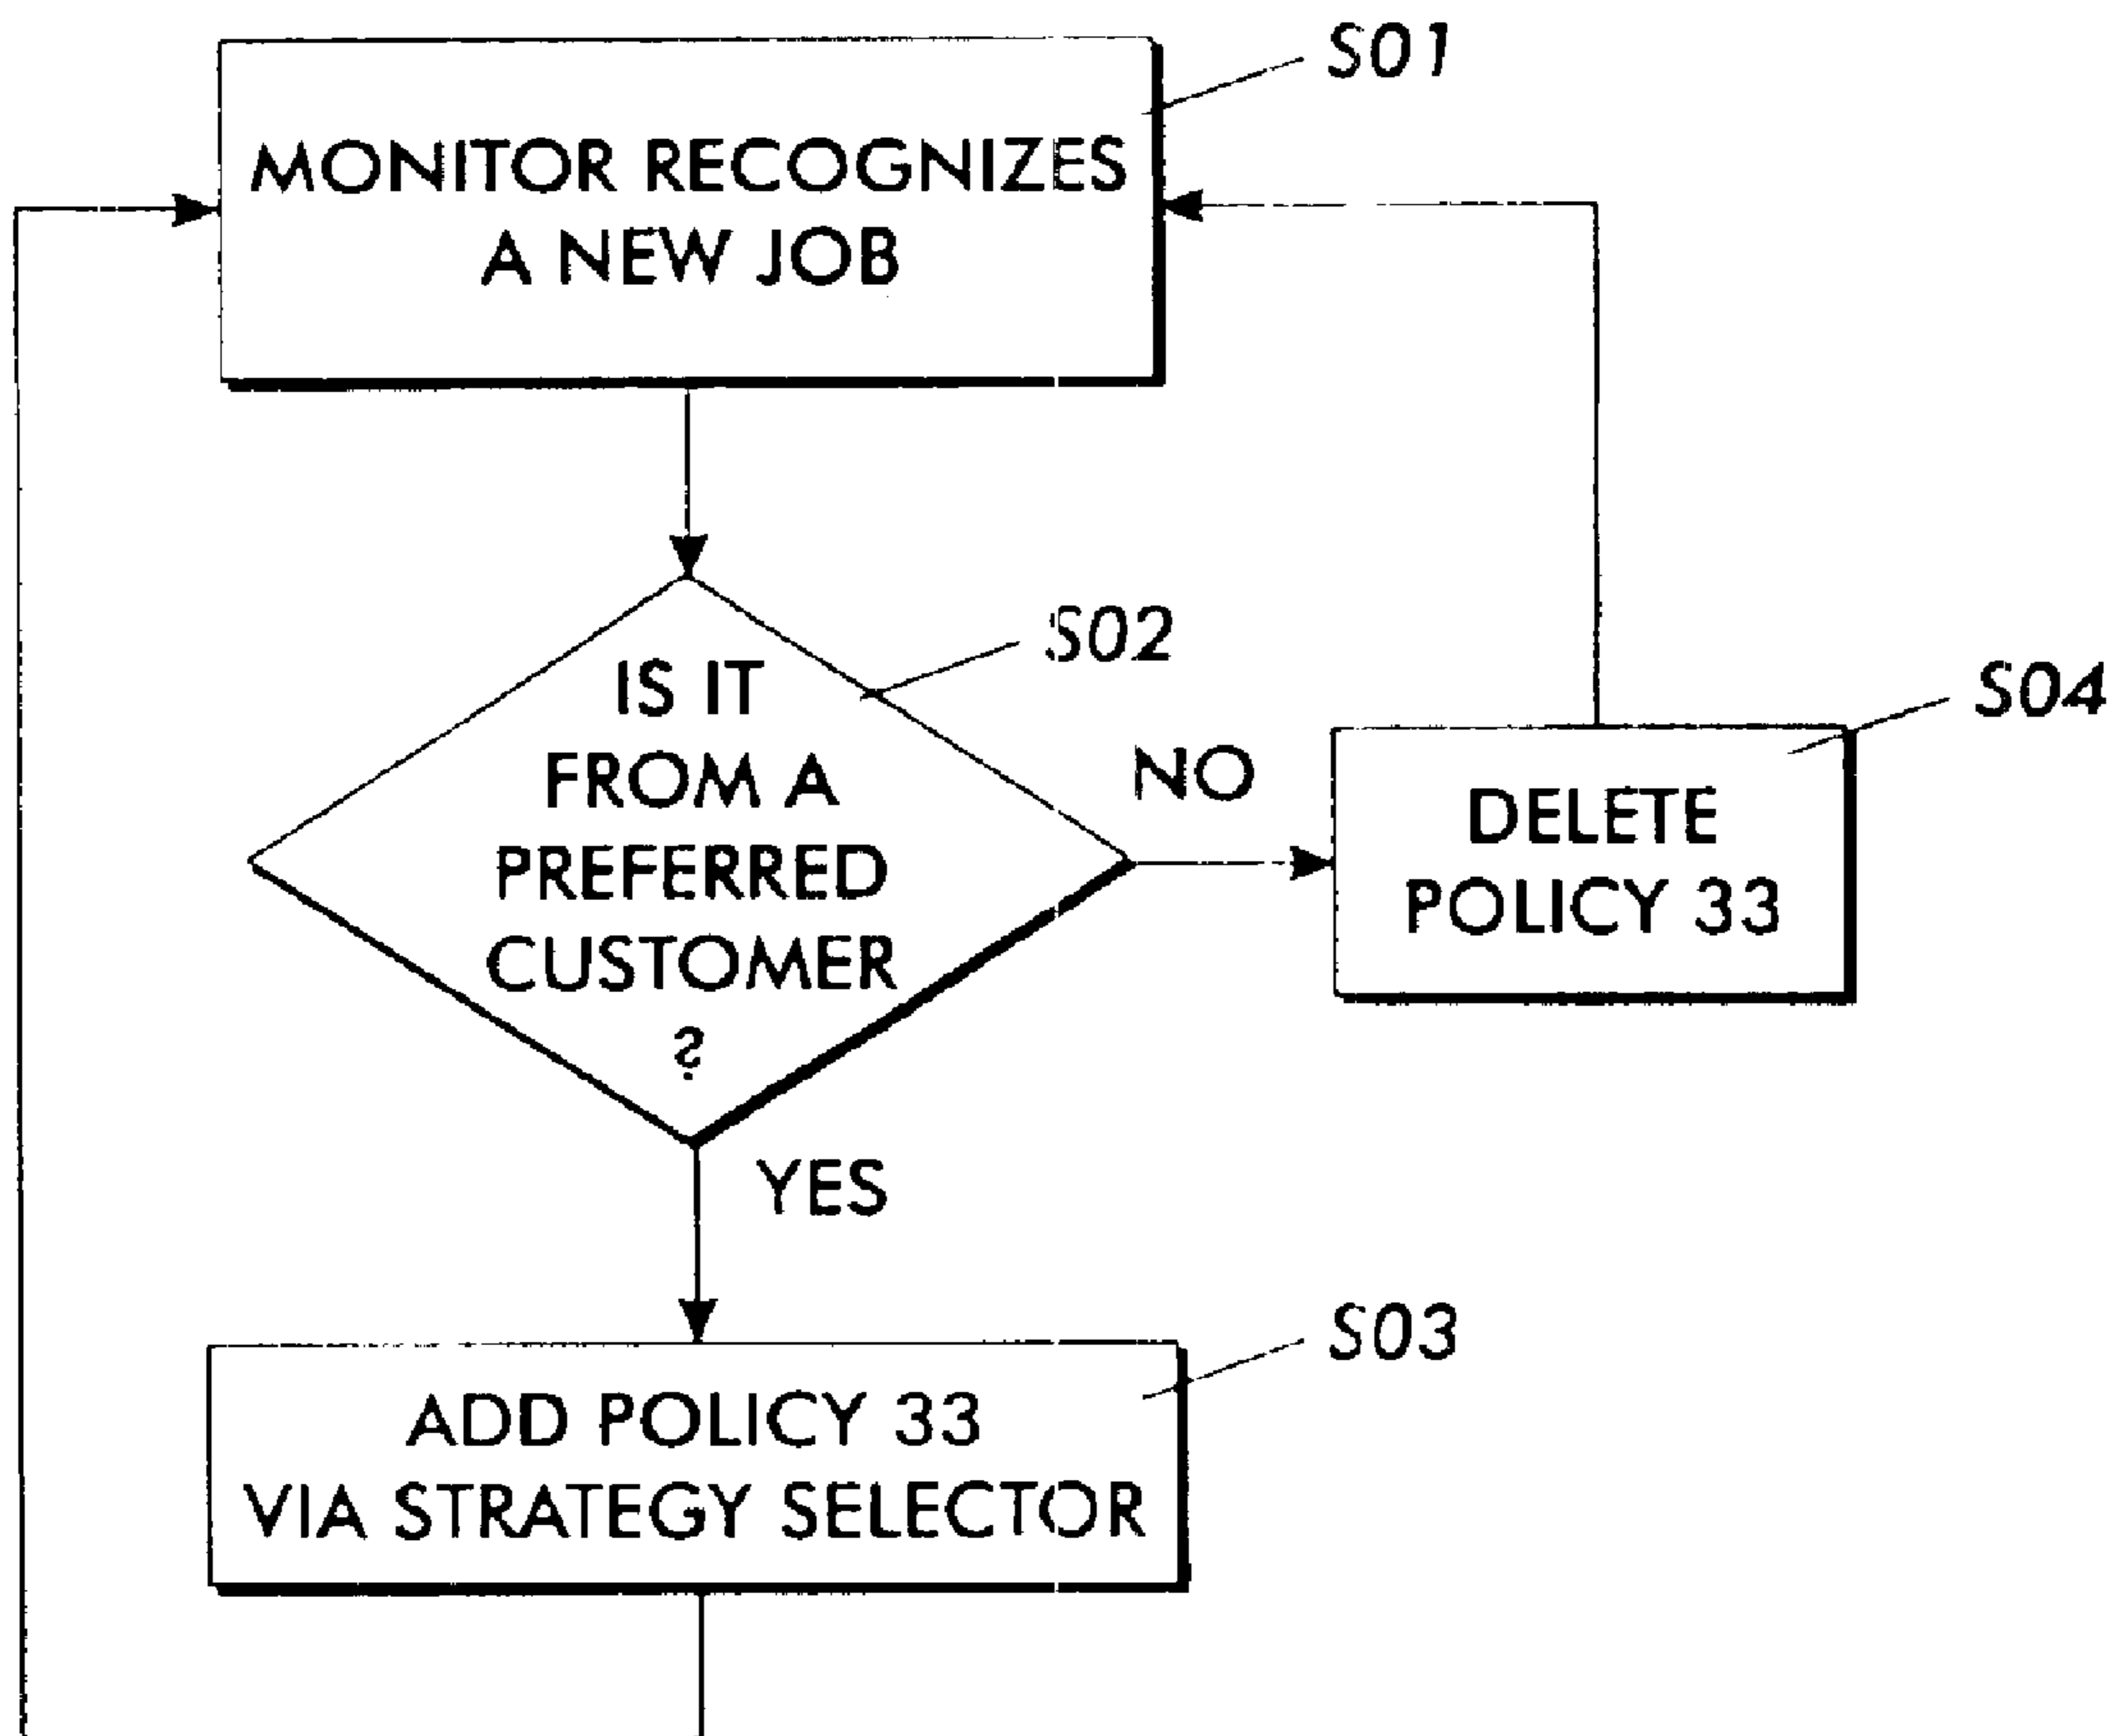 S01
MONITOR RECOGNIZES
A NEW JOB
S02
IS IT
FROM A
PREFERRED
CUSTOMER
?
NO
S04
DELETE
POLICY 33
YES
S03
ADD POLICY 33
VIA STRATEGY SELECTOR